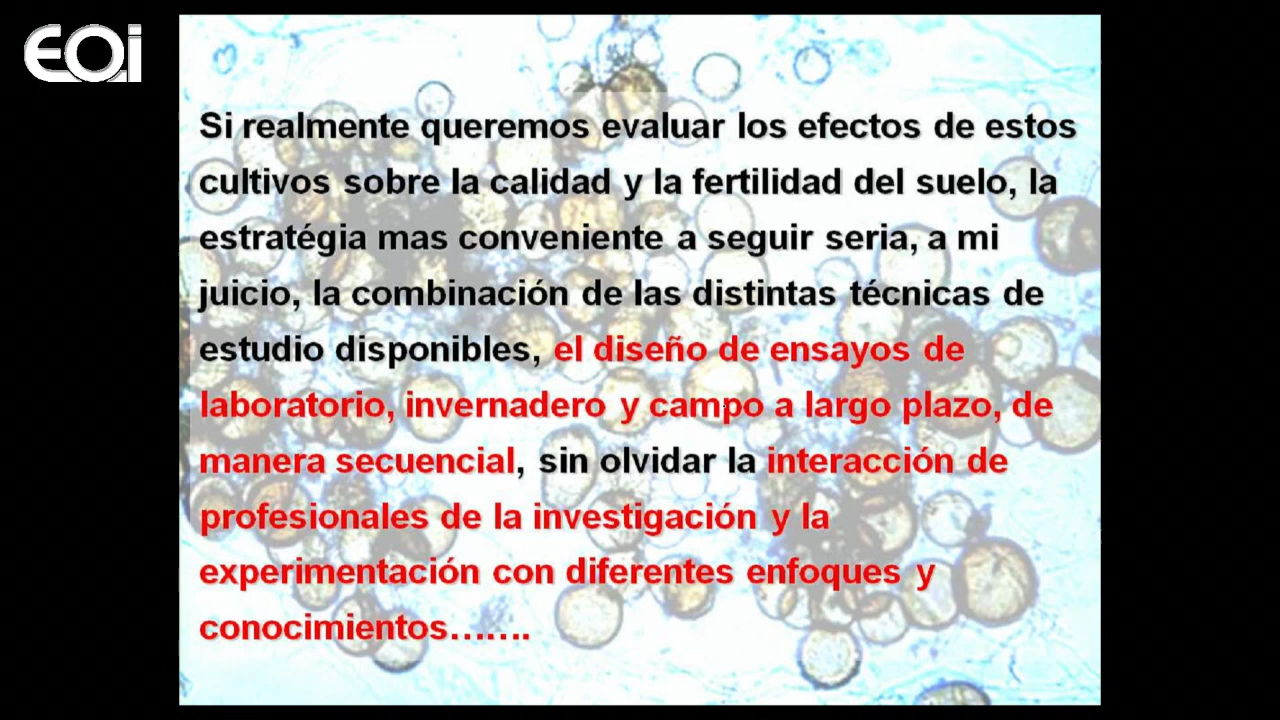 EOi
Si realmente queremos evaluar los efectos de estos
cultivos sobre la calidad y la fertilidad del suelo, la
estratégia mas conveniente a seguir seria, a mi
juicio, la combinación de las distintas técnicas de
estudio disponibles, el diseño de ensayos de
laboratorio, invernadero y campo a largo plazo, de
manera secuencial, sin olvidar la interacción de
profesionales de la investigación y la
experimentación con diferentes enfoques y
conocimientos…….